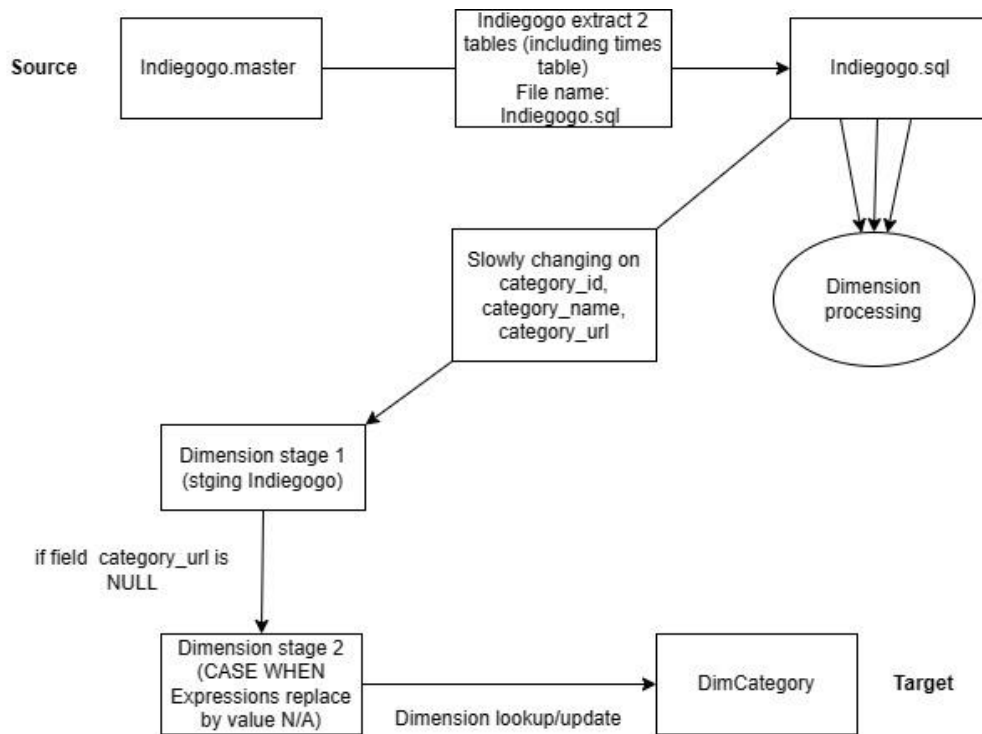 Source
Indiegogo.master
Indiegogo extract 2
tables (including times
table)
File name:
Indiegogo.sql
Indiegogo.sql
Slowly changing on
category_id,
category_name,
category_url
Dimension
processing
Dimension stage 1
(stging Indiegogo)
if field  category_url is
NULL
Dimension stage 2
(CASE WHEN
Expressions replace
by value N/A)
Dimension lookup/update
DimCategory
Target